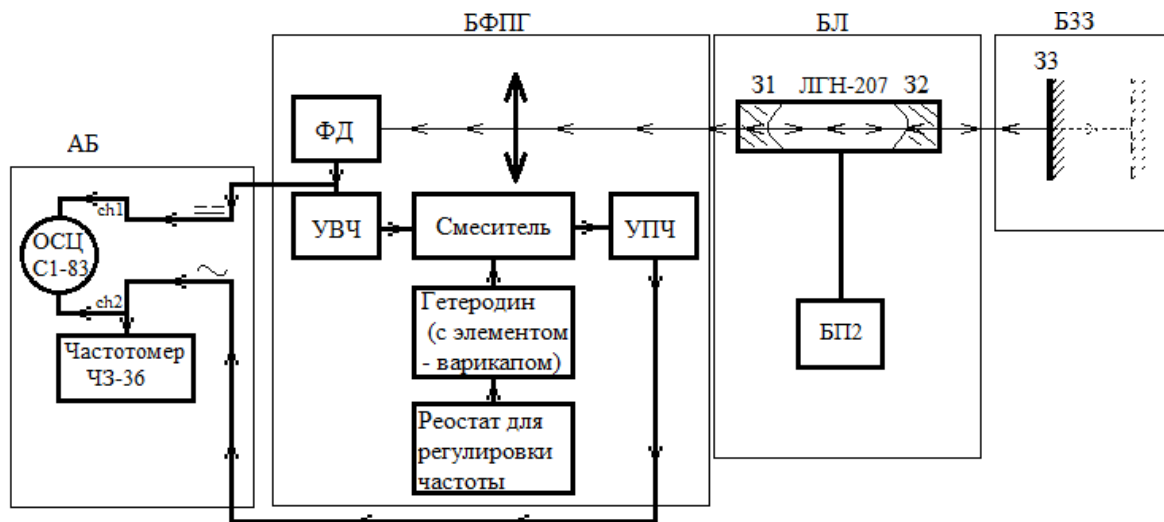 БФПГ
БЛ
БЗЗ
З1 ЛГН-207 З2
З3
ФД
АБ
ch1
УВЧ
Смеситель
УПЧ
ОСЦ
С1-83
ch2
Гетеродин
(с элементом
- варикапом)
БП2
Частотомер
ЧЗ-36
Реостат для
регулировки
частоты